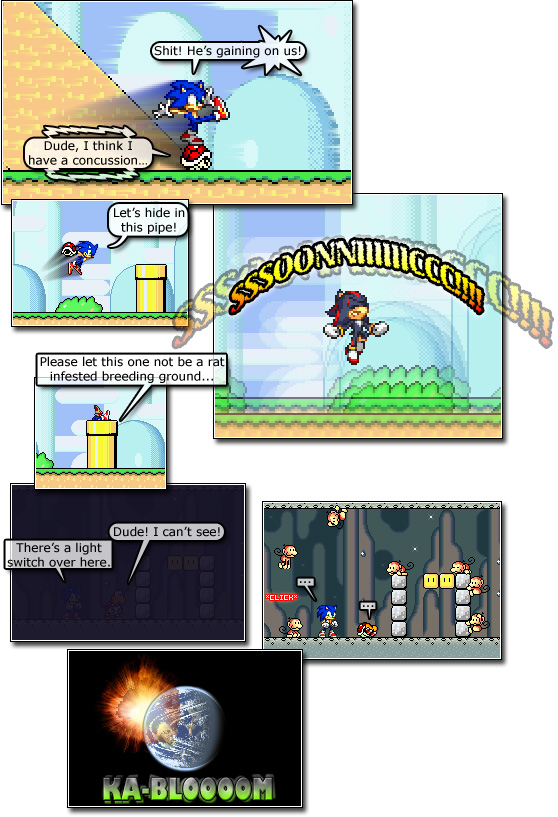 Shit! He's gaining on us!
Dude, I think I
have a concussion...
Let's hide in
this pipe!
SSSSOONNIIIIIICCC!!!!
Please let this one not be a rat
infested breeding ground...
Dude! I can't see!
There's a light
switch over here.
...
...
*CLICK*
KA-BLOOOOM